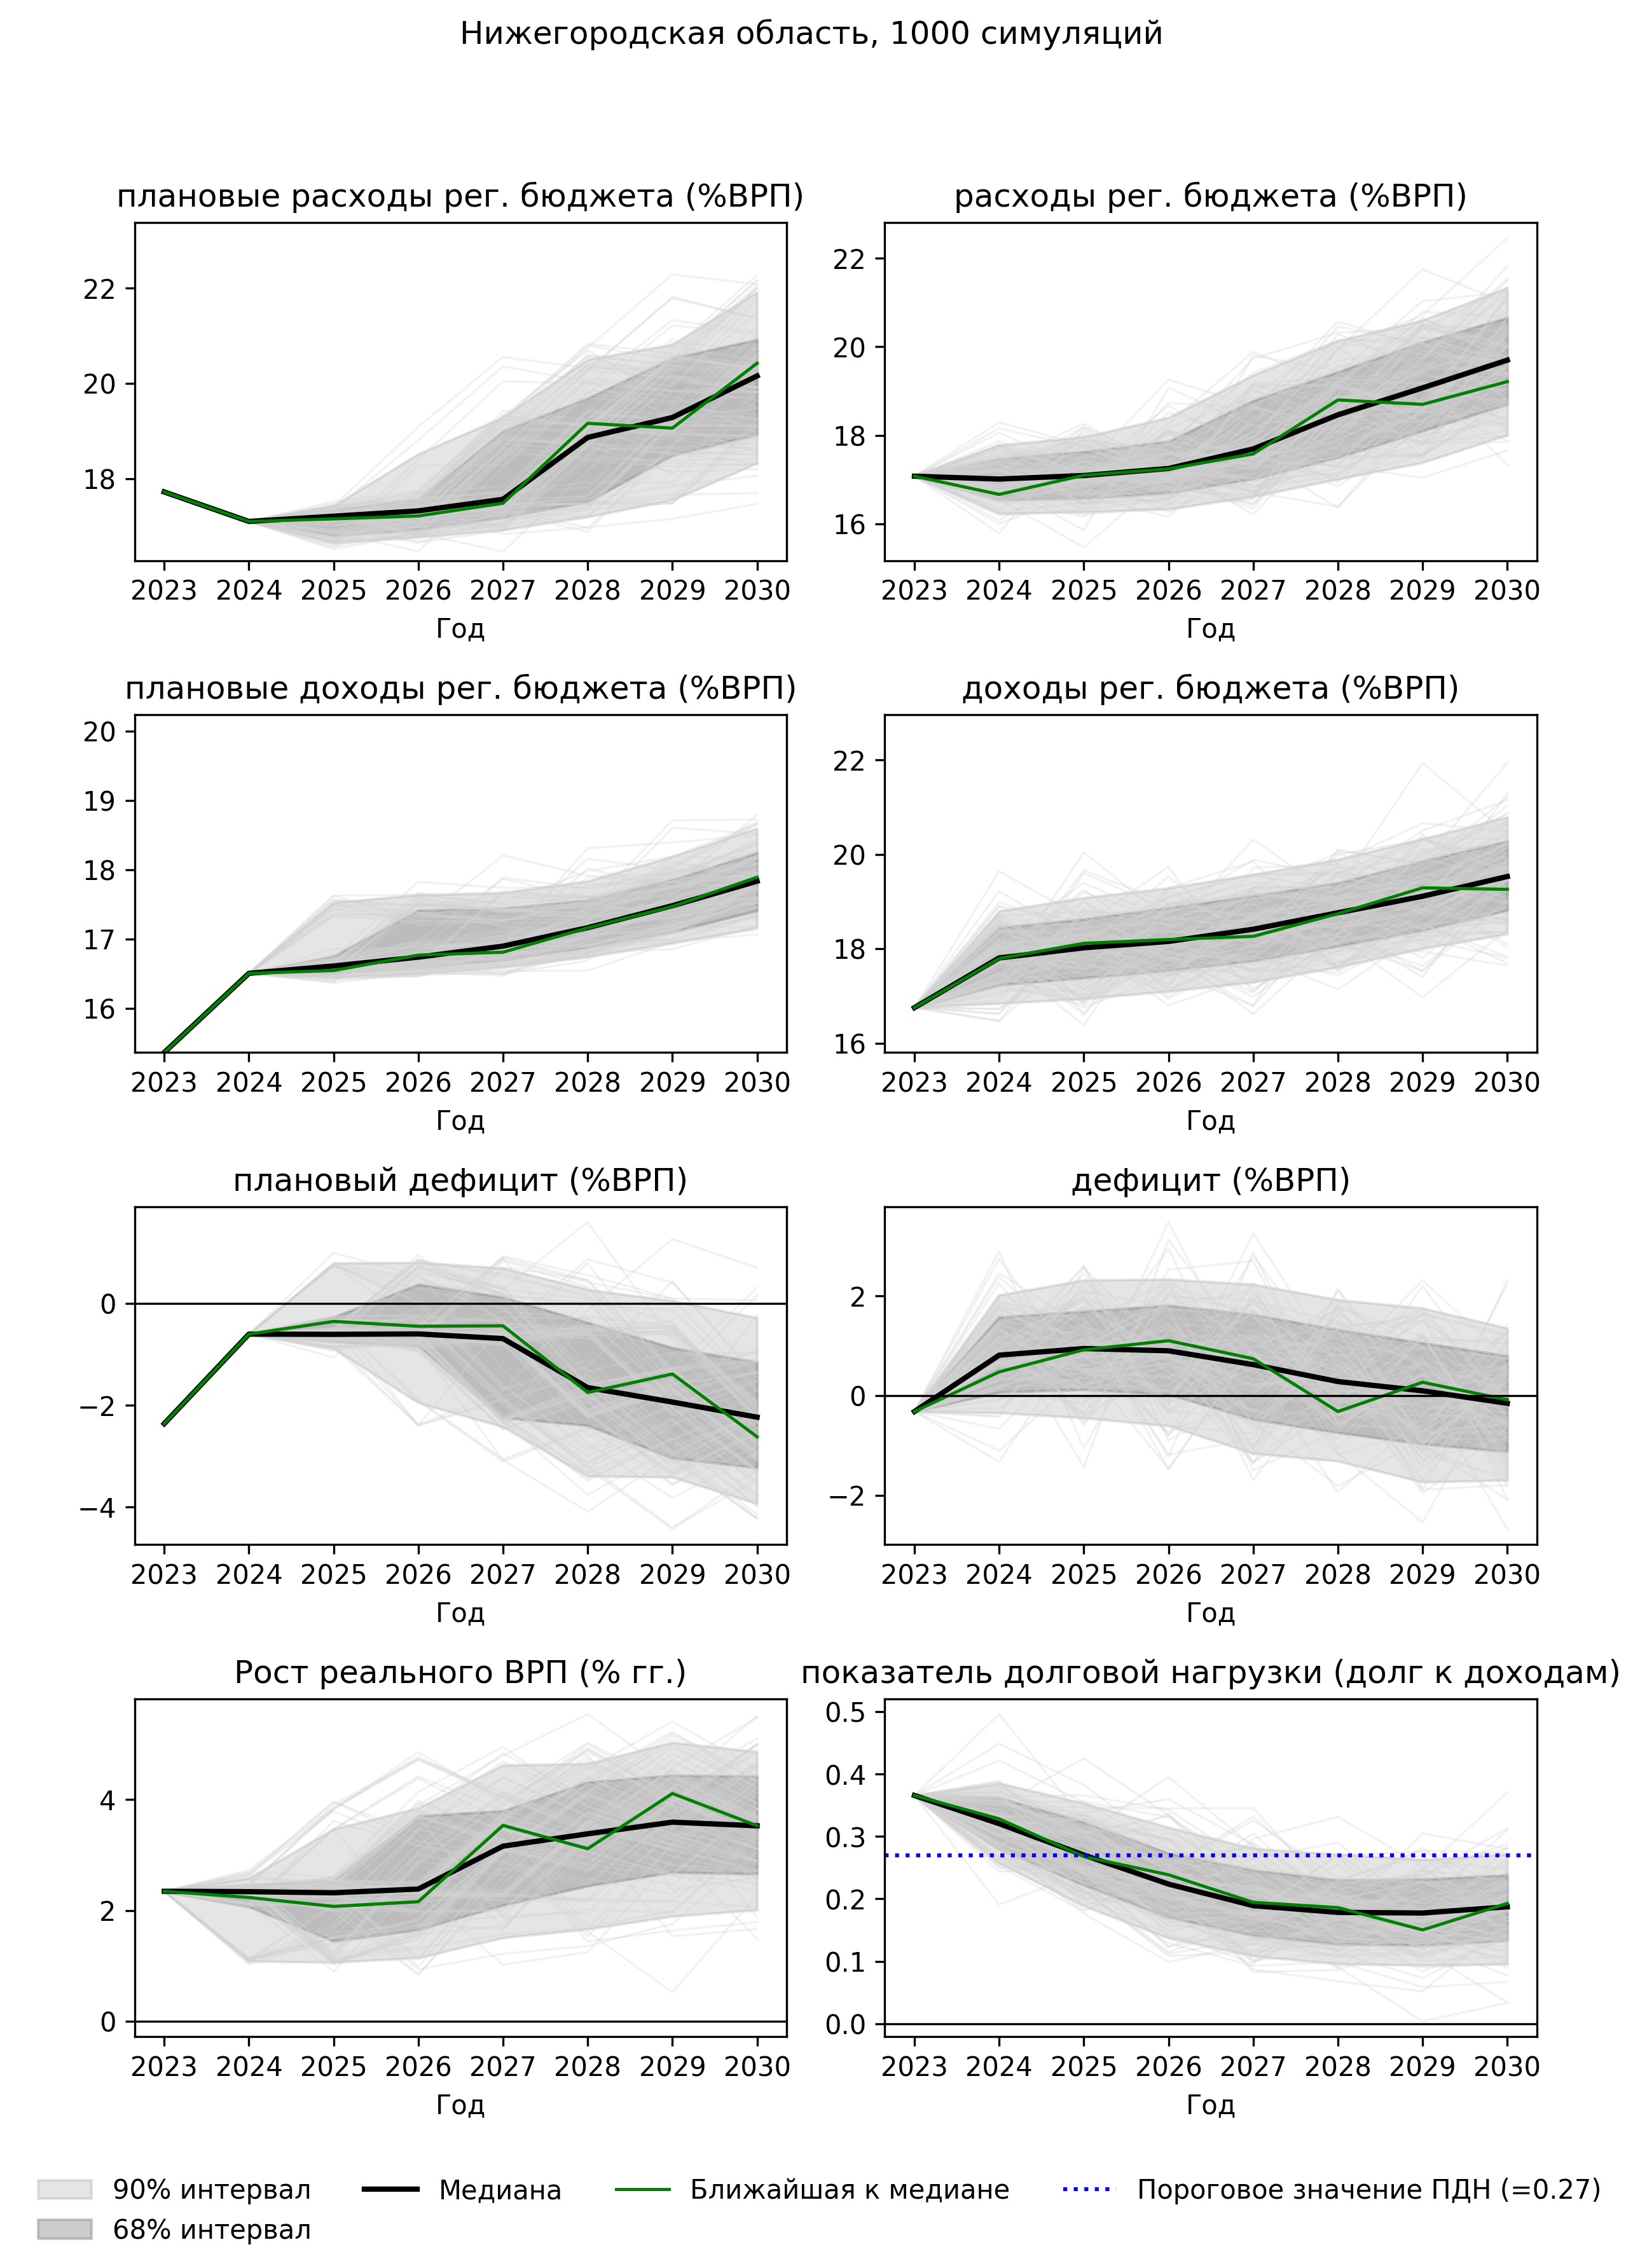 Нижегородская область, 1000 симуляций
плановые расходы рег. бюджета (%ВРП)
22
20
18
2023 2024 2025 2026 2027 2028 2029 2030
Год
расходы рег. бюджета (%ВРП)
22
20
18
16
2023 2024 2025 2026 2027 2028 2029 2030
Год
плановые доходы рег. бюджета (%ВРП)
20
19
18
17
16
2023 2024 2025 2026 2027 2028 2029 2030
Год
доходы рег. бюджета (%ВРП)
22
20
18
16
2023 2024 2025 2026 2027 2028 2029 2030
Год
плановый дефицит (%ВРП)
0
−2
−4
2023 2024 2025 2026 2027 2028 2029 2030
Год
дефицит (%ВРП)
2
0
−2
2023 2024 2025 2026 2027 2028 2029 2030
Год
Рост реального ВРП (% гг.)
4
2
0
2023 2024 2025 2026 2027 2028 2029 2030
Год
показатель долговой нагрузки (долг к доходам)
0.5
0.4
0.3
0.2
0.1
0.0
2023 2024 2025 2026 2027 2028 2029 2030
Год
90% интервал
68% интервал
Медиана
Ближайшая к медиане
Пороговое значение ПДН (=0.27)